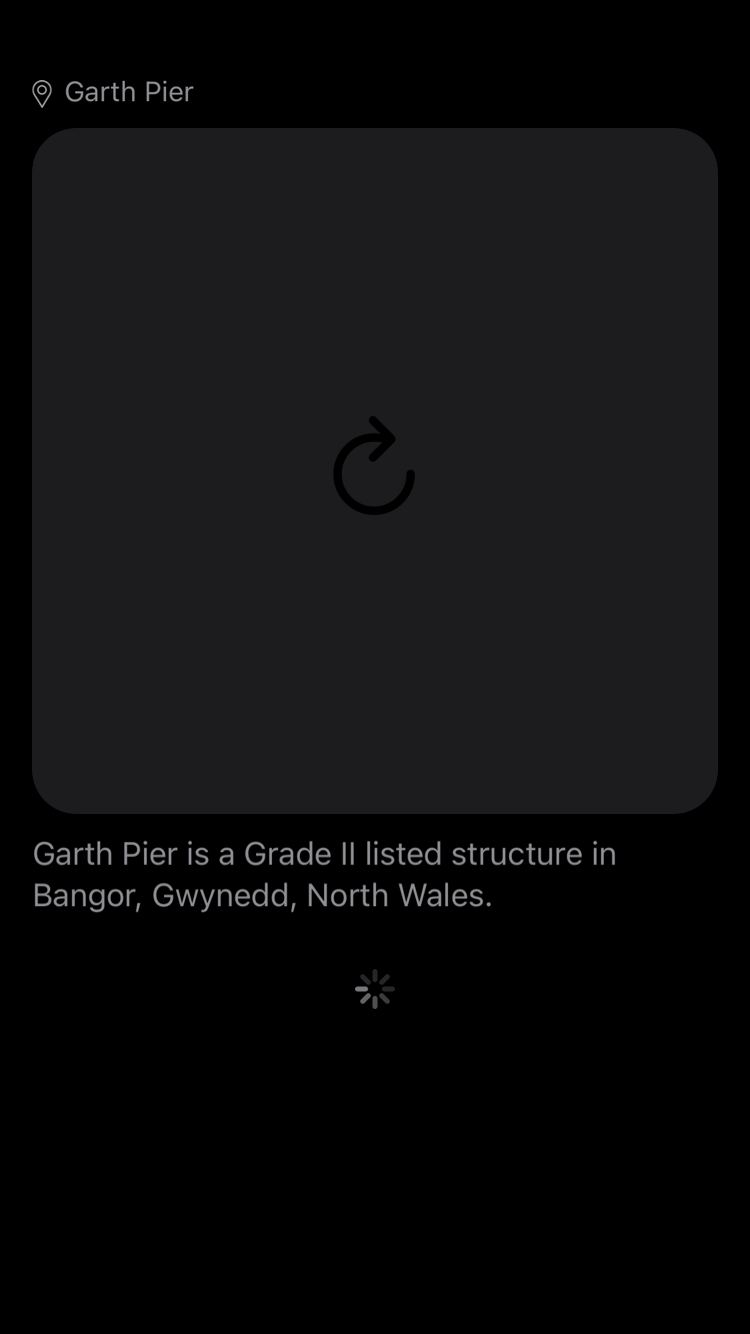 Garth Pier
Garth Pier is a Grade II listed structure in
Bangor, Gwynedd, North Wales.